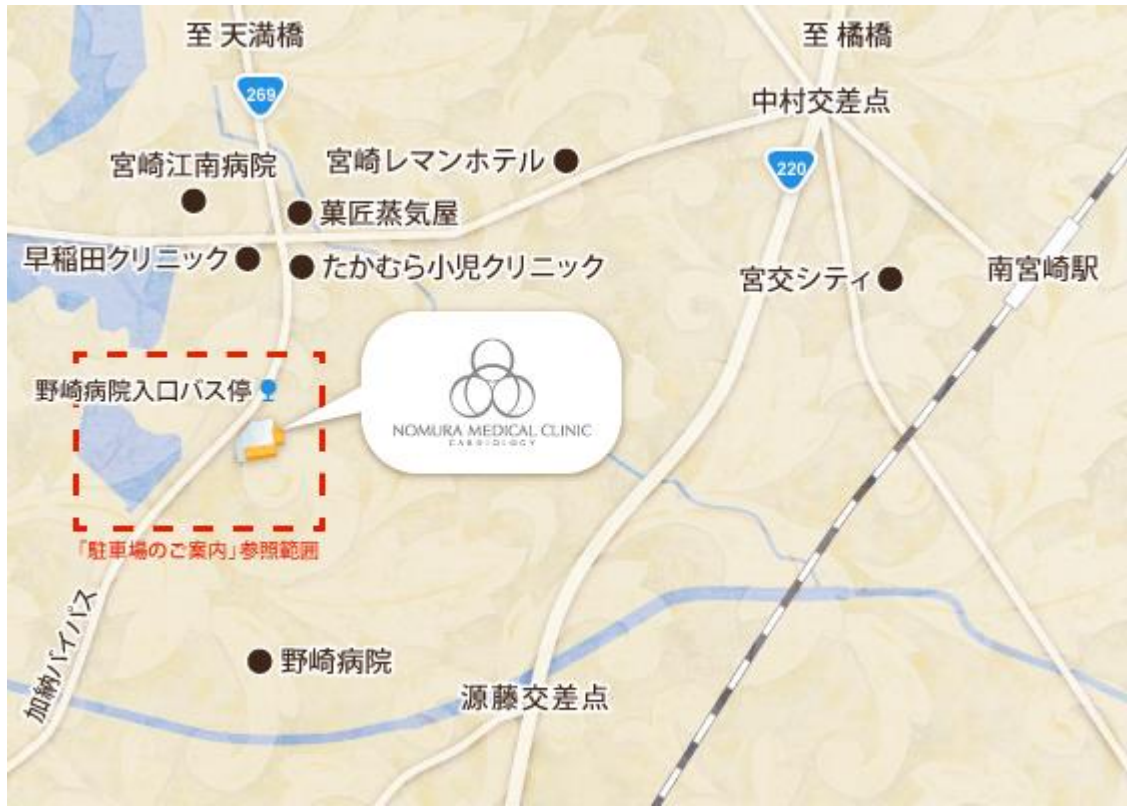 至 天満橋
至 橘橋
269
中村交差点
宮崎江南病院
宮崎レマンホテル
220
菓匠蒸気屋
早稲田クリニック
たかむら小児クリニック
宮交シティ
南宮崎駅
野崎病院入口バス停
NOMURA MEDICAL CLINIC
CARDIOLOGY
「駐車場のご案内」参照範囲
加納バイパス
野崎病院
源藤交差点